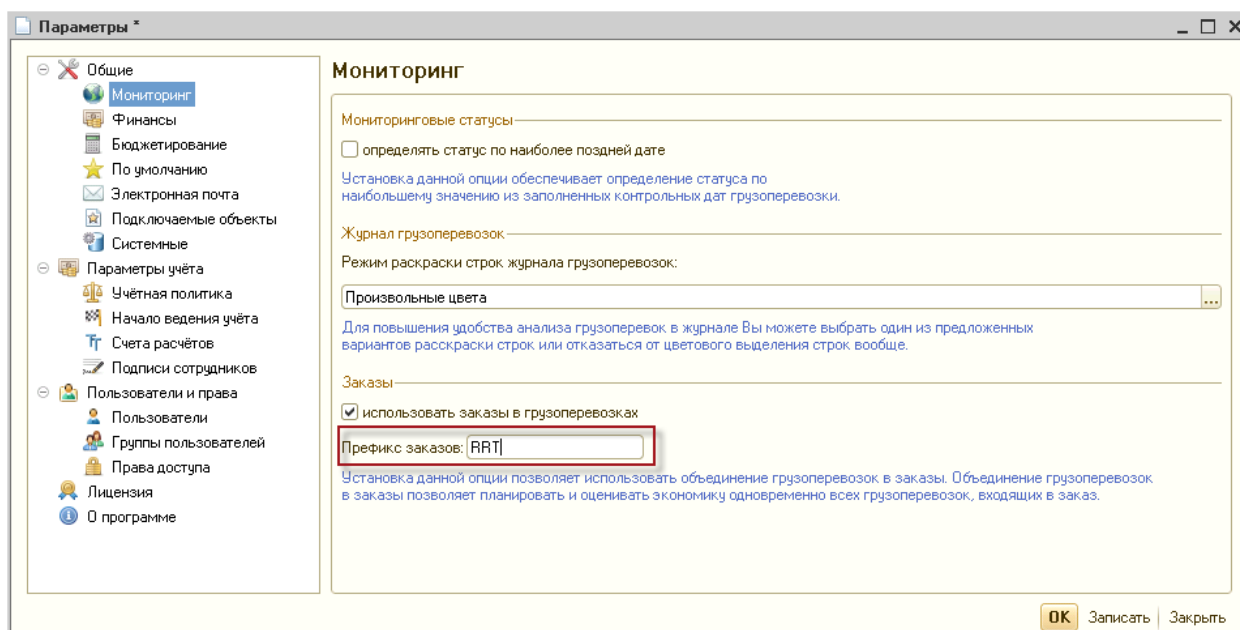 Параметры *
Общие
Мониторинг
Финансы
Бюджетирование
По умолчанию
Электронная почта
Подключаемые объекты
Системные
Параметры учёта
Учётная политика
Начало ведения учёта
Счета расчётов
Подписи сотрудников
Пользователи и права
Пользователи
Группы пользователей
Права доступа
Лицензия
О программе
Мониторинг
Мониторинговые статусы
определять статус по наиболее поздней дате
Установка данной опции обеспечивает определение статуса по
наибольшему значению из заполненных контрольных дат грузоперевозки.
Журнал грузоперевозок
Режим раскраски строк журнала грузоперевозок:
Произвольные цвета
...
Для повышения удобства анализа грузоперевок в журнале Вы можете выбрать один из предложенных
вариантов расскраски строк или отказаться от цветового выделения строк вообще.
Заказы
использовать заказы в грузоперевозках
Префикс заказов: RRT
Установка данной опции позволяет использовать объединение грузоперевозок в заказы. Объединение грузоперевозок
в заказы позволяет планировать и оценивать экономику одновременно всех грузоперевозок, входящих в заказ.
OK Записать Закрыть